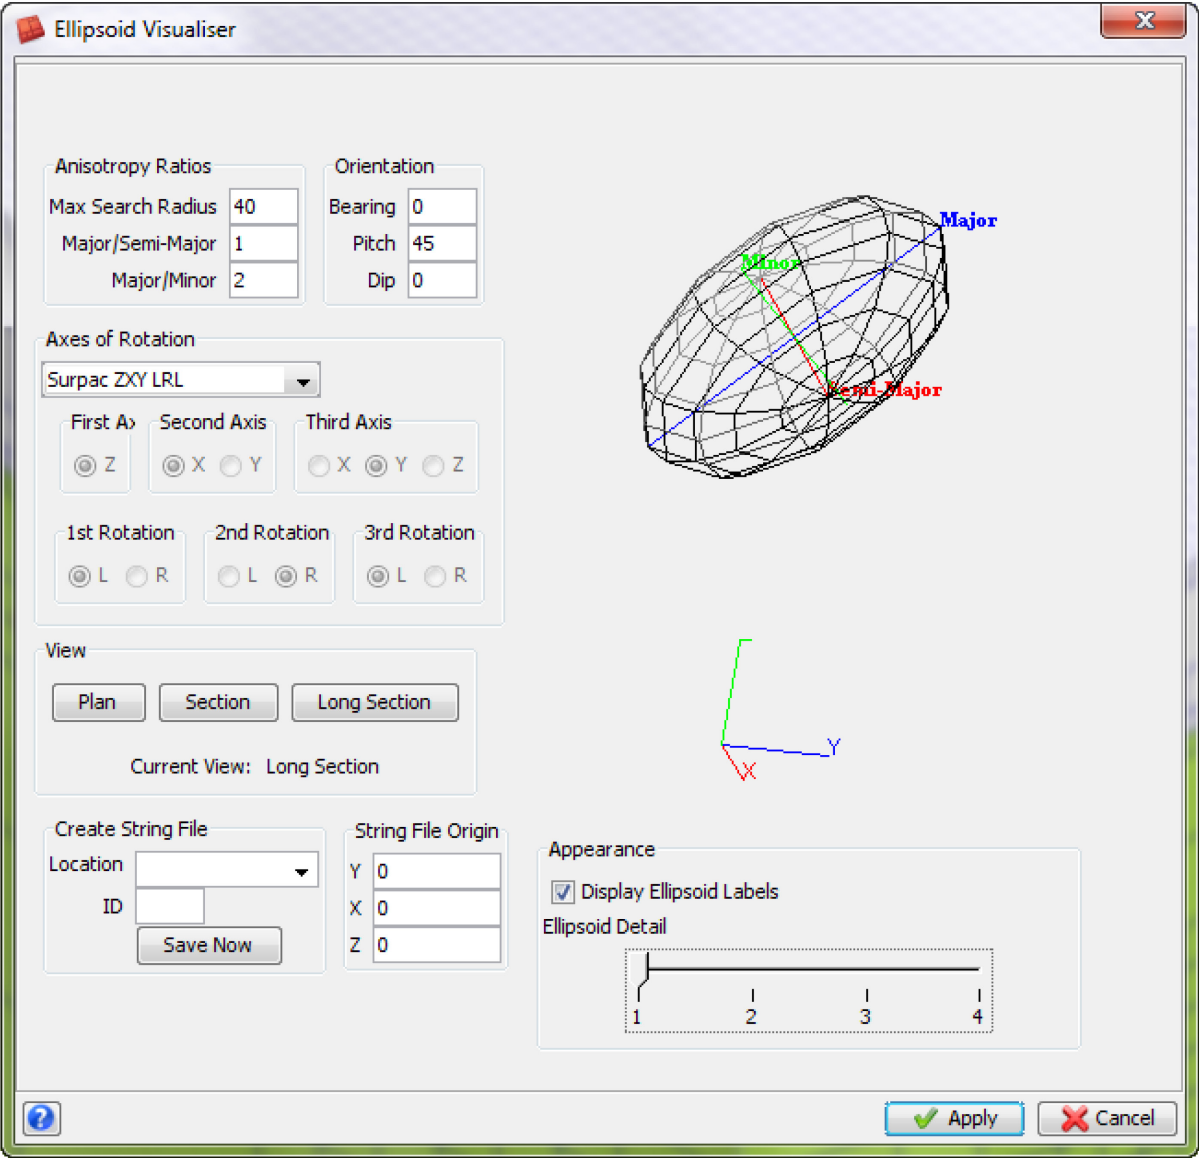 Ellipsoid Visualiser
Anisotropy Ratios
Max Search Radius 40
Major/Semi-Major 1
Major/Minor 2
Orientation
Bearing 0
Pitch 45
Dip 0
Major
Minor
Semi-Major
Axes of Rotation
Surpac ZXY LRL
First Ax
Z
Second Axis
X Y
Third Axis
X Y Z
1st Rotation
L R
2nd Rotation
L R
3rd Rotation
L R
View
Plan
Section
Long Section
Current View: Long Section
Y
X
Create String File
Location
ID
Save Now
String File Origin
Y 0
X 0
Z 0
Appearance
Display Ellipsoid Labels
Ellipsoid Detail
1 2 3 4
?
Apply
Cancel